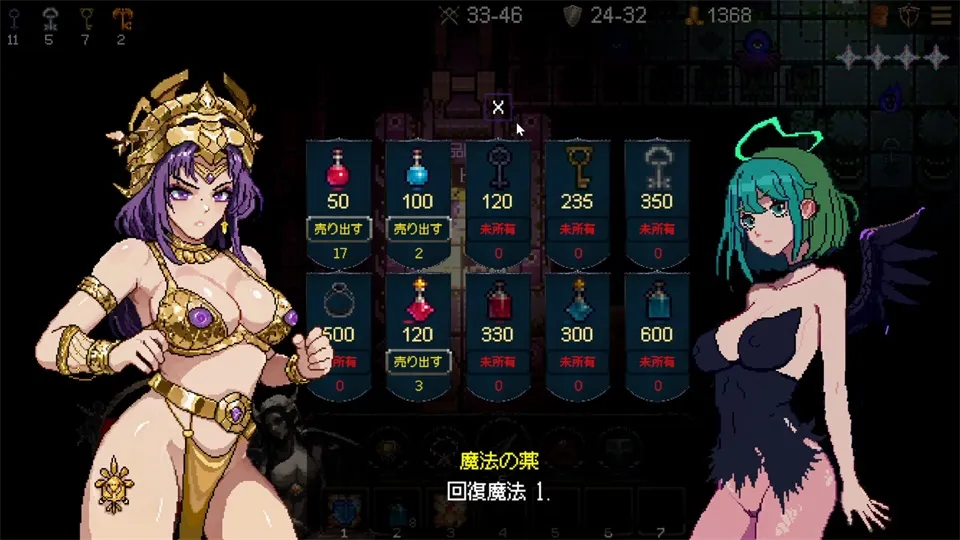 11 5 7 2
33-46 24-32 1368
X
50 100 120 235 350
売り出す 売り出す 未所有 未所有 未所有
17 2 0 0 0
500 120 330 300 600
所有 売り出す 未所有 未所有 未所有
0 3 0 0 0
魔法の薬
回復魔法 1.
8
1 2 3 4 5 6 7